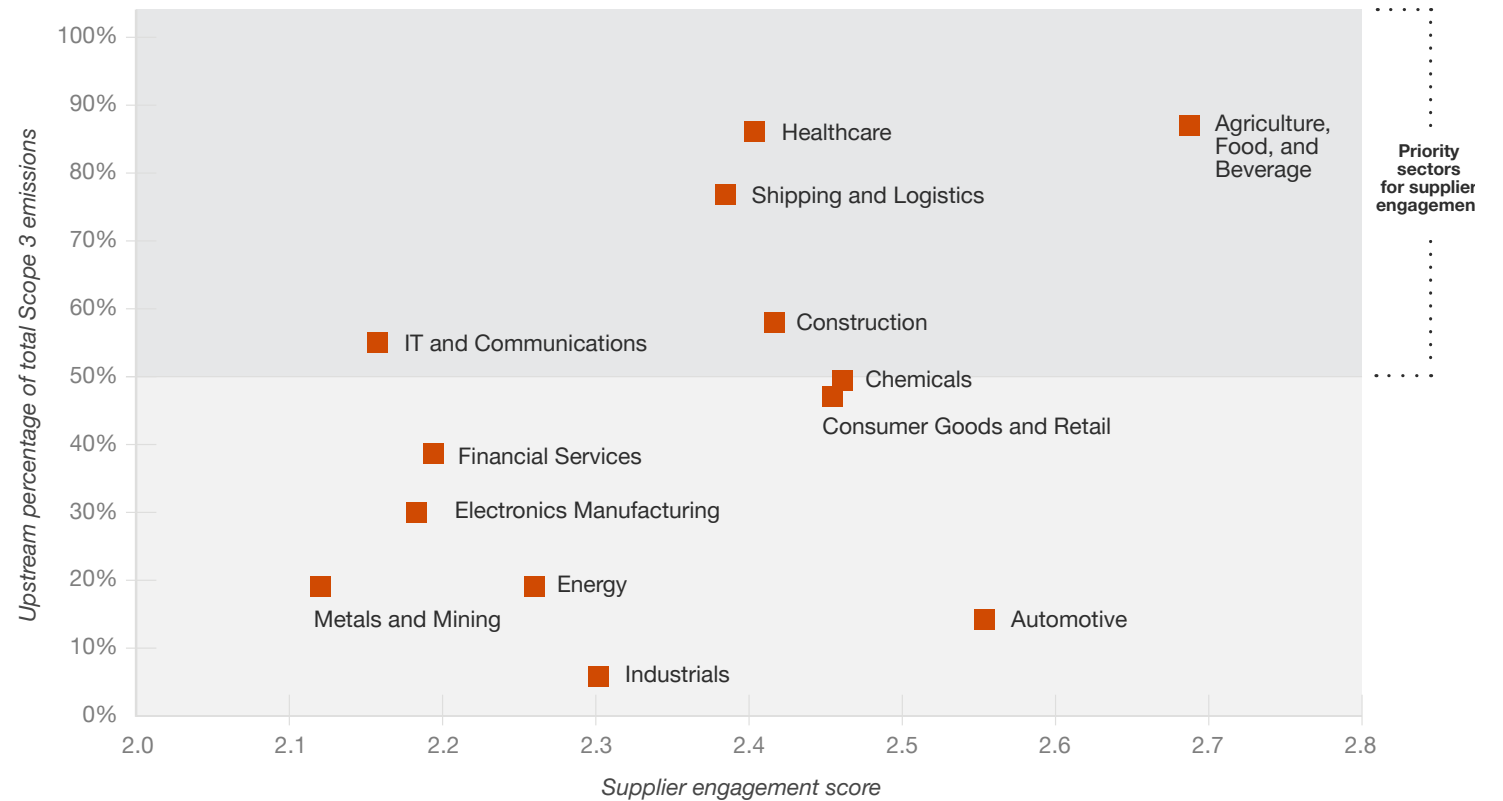 100%
90%
80%
70%
60%
50%
40%
30%
20%
10%
0%
Upstream percentage of total Scope 3 emissions
Healthcare
Agriculture,
Food, and
Beverage
Shipping and Logistics
Construction
IT and Communications
Chemicals
Consumer Goods and Retail
Financial Services
Electronics Manufacturing
Energy
Metals and Mining
Automotive
Industrials
Priority
sectors
for supplier
engagemen
2.0 2.1 2.2 2.3 2.4 2.5 2.6 2.7 2.8
Supplier engagement score